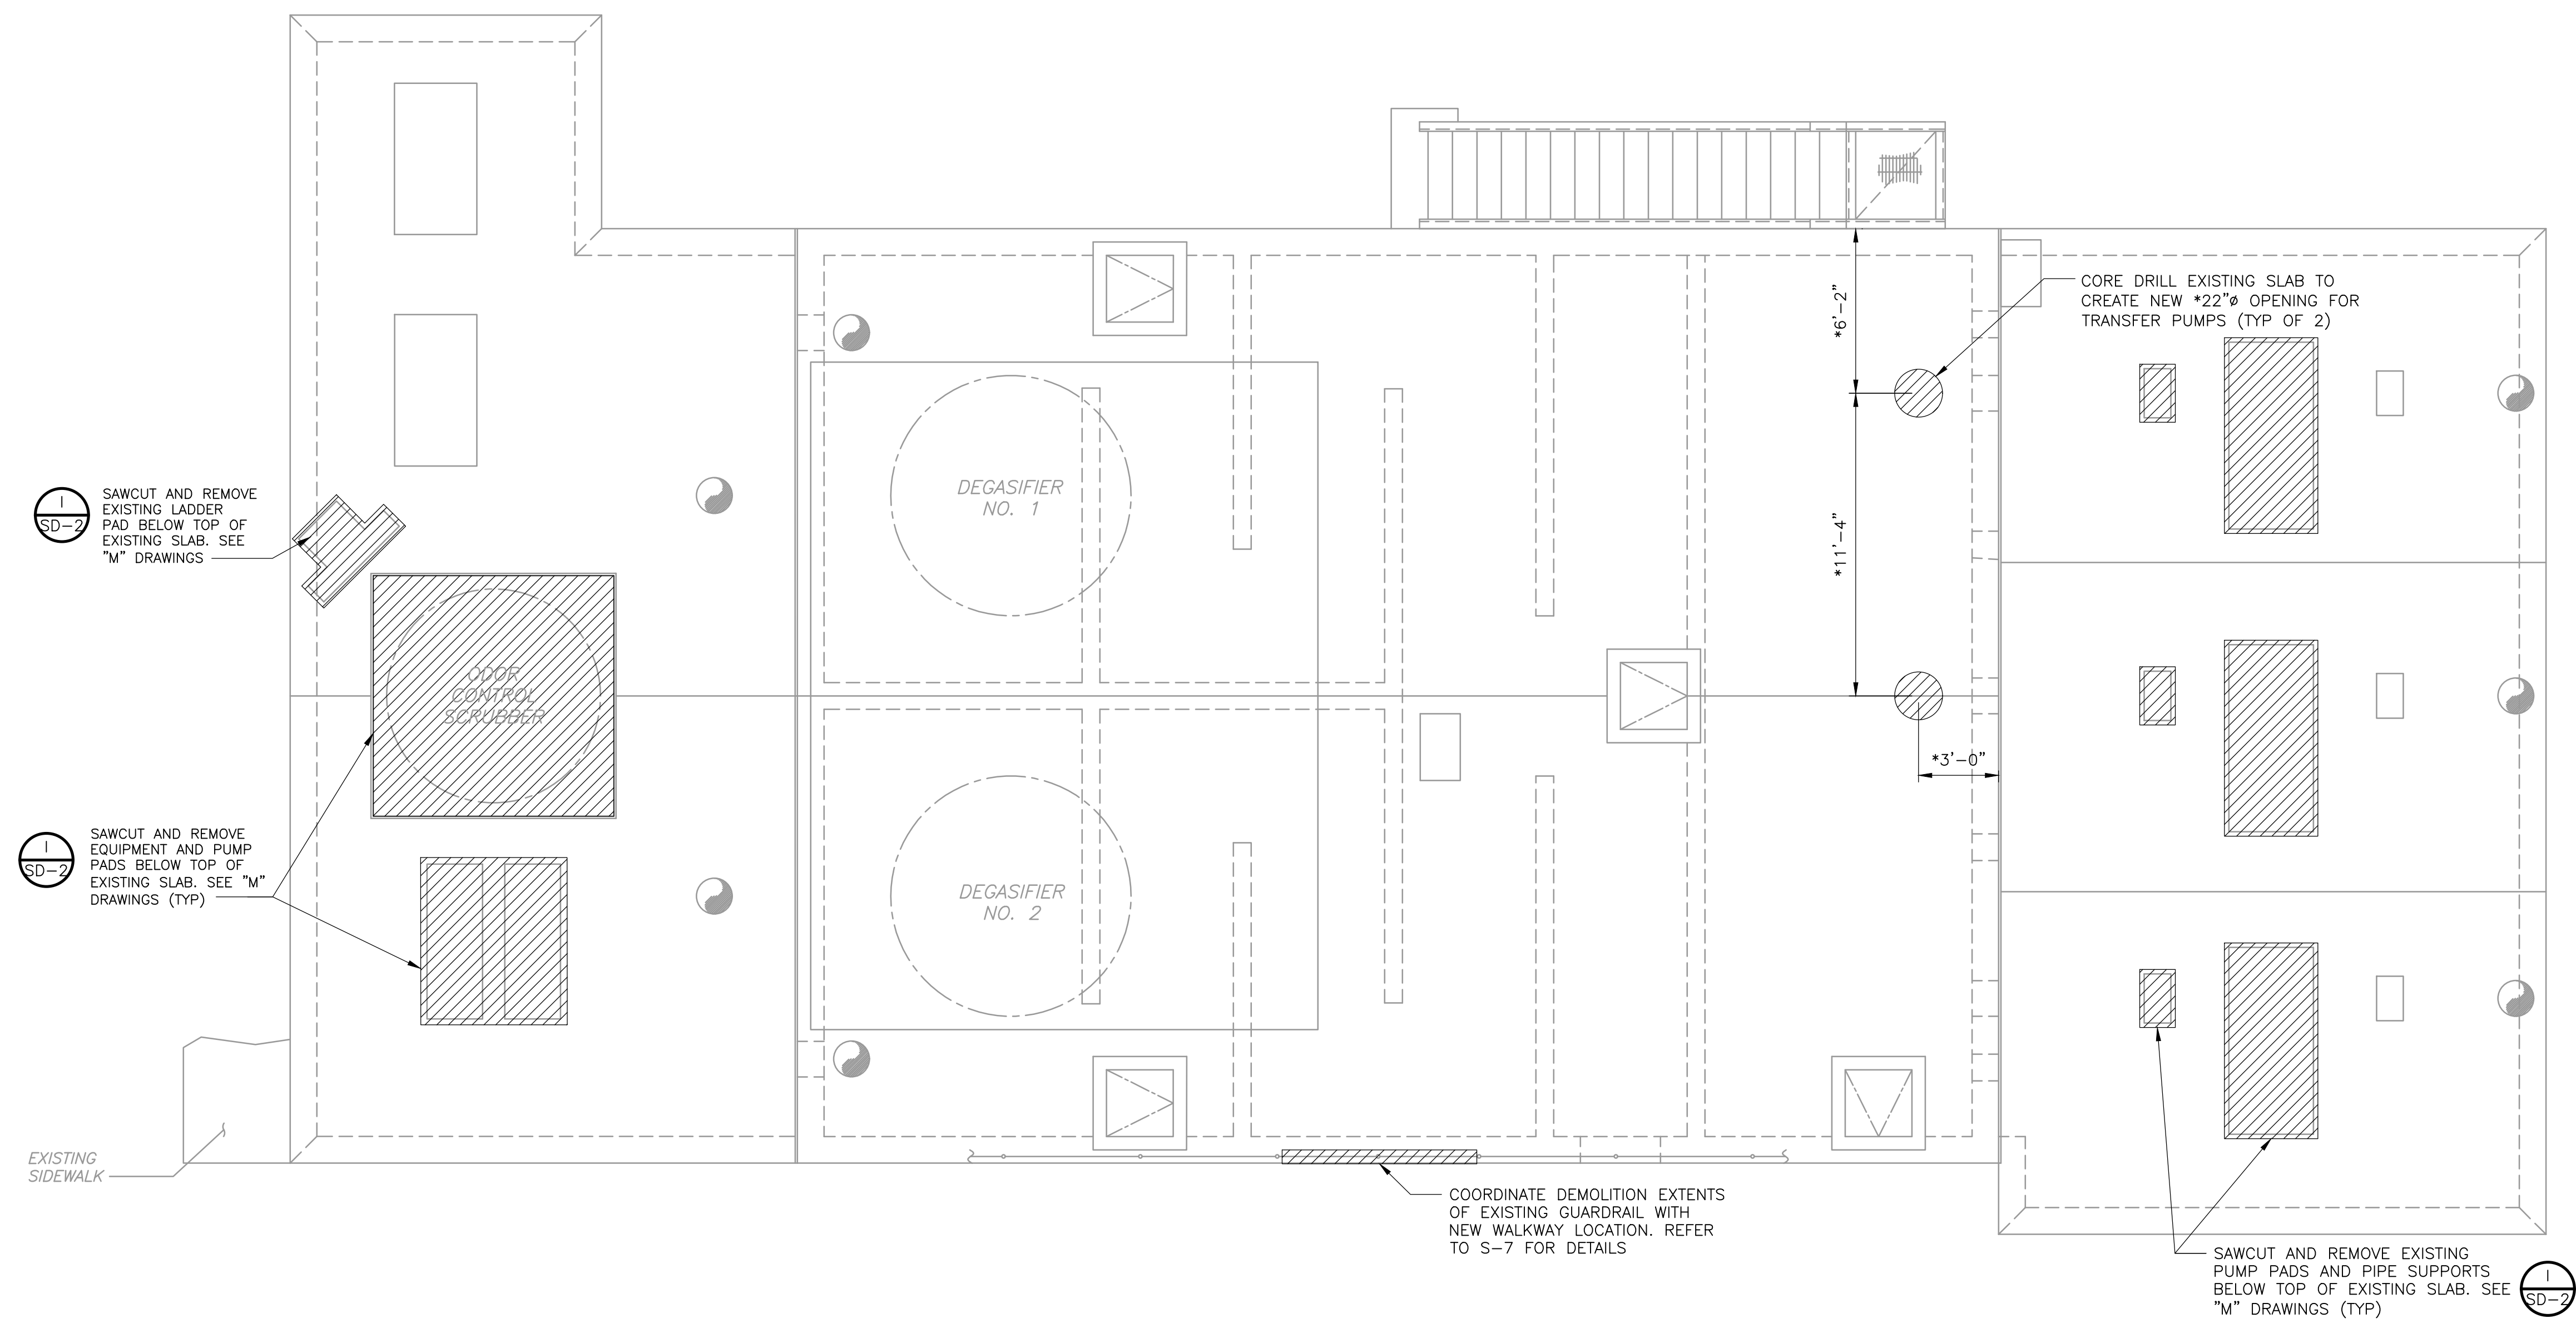 CORE DRILL EXISTING SLAB TO
CREATE NEW *22"ø OPENING FOR
TRANSFER PUMPS (TYP OF 2)
*6'-2"
*11'-4"
*3'-0"
DEGASIFIER
NO. 1
1
SD-2
SAWCUT AND REMOVE
EXISTING LADDER
PAD BELOW TOP OF
EXISTING SLAB. SEE
"M" DRAWINGS
ODOR
CONTROL
SCRUBBER
1
SD-2
SAWCUT AND REMOVE
EQUIPMENT AND PUMP
PADS BELOW TOP OF
EXISTING SLAB. SEE "M"
DRAWINGS (TYP)
DEGASIFIER
NO. 2
EXISTING
SIDEWALK
COORDINATE DEMOLITION EXTENTS
OF EXISTING GUARDRAIL WITH
NEW WALKWAY LOCATION. REFER
TO S-7 FOR DETAILS
SAWCUT AND REMOVE EXISTING
PUMP PADS AND PIPE SUPPORTS
BELOW TOP OF EXISTING SLAB. SEE
"M" DRAWINGS (TYP)
1
SD-2